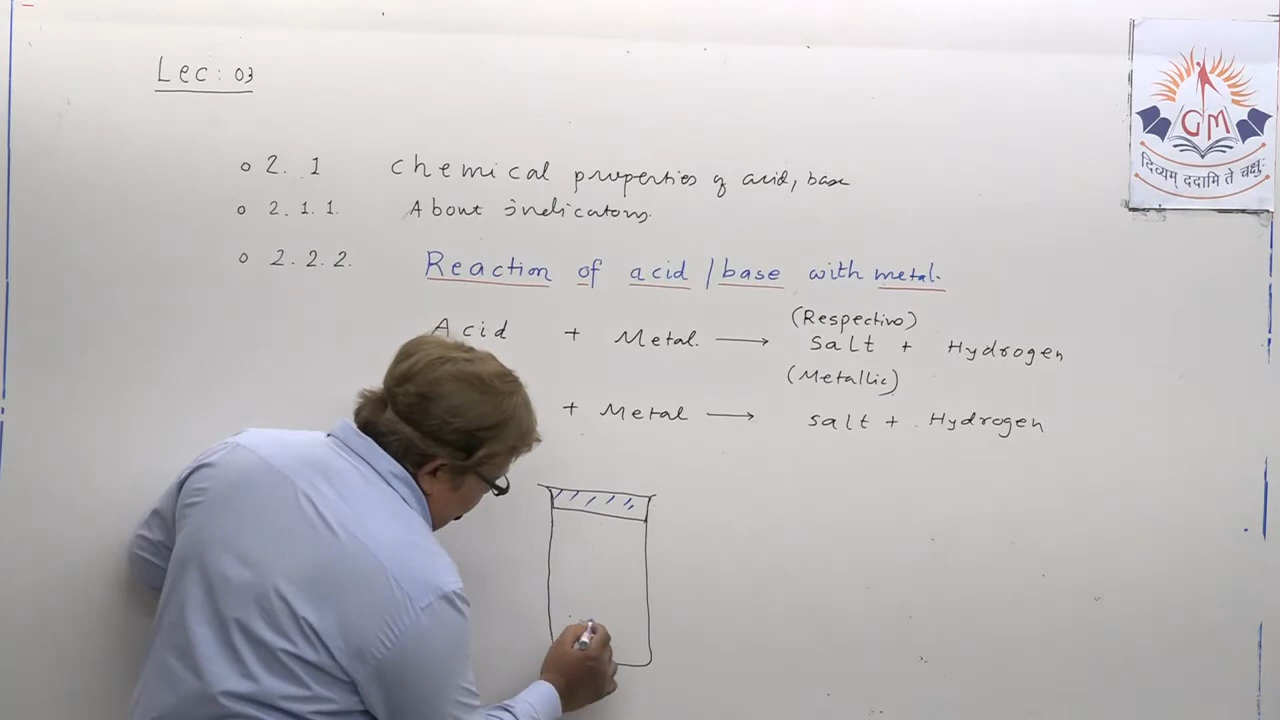 Lec: 03
2. 1 Chemical properties of acid, base
2. 1. 1. About indicators.
2. 2. 2. Reaction of acid / base with metal.
(Respective)
Acid + Metal. → Salt + Hydrogen
(Metallic)
+ Metal → salt + Hydrogen
GM
दिव्यम् ददामि ते चक्षुः